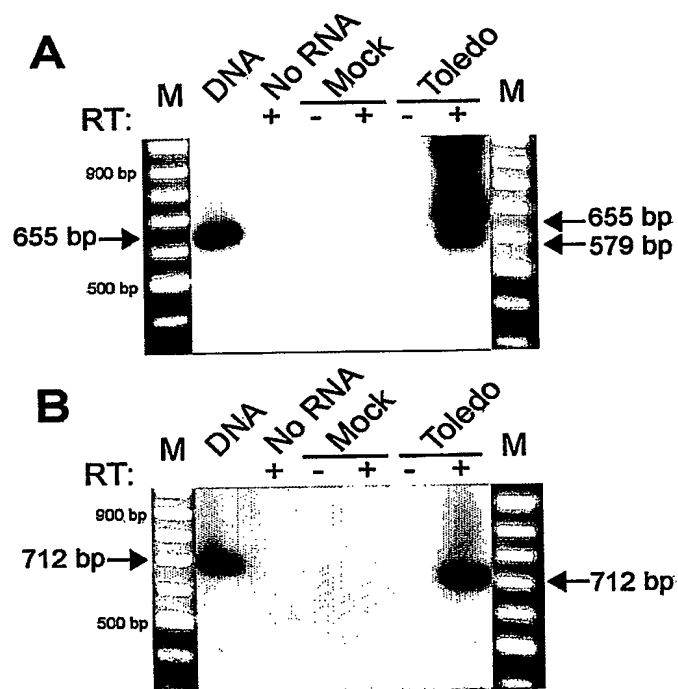 A
M DNA No RNA Mock Toledo M
RT: + - + - +
900 bp
655 bp
655 bp
579 bp
500 bp
B
M DNA No RNA Mock Toledo M
RT: + - + - +
900 bp
712 bp
712 bp
500 bp